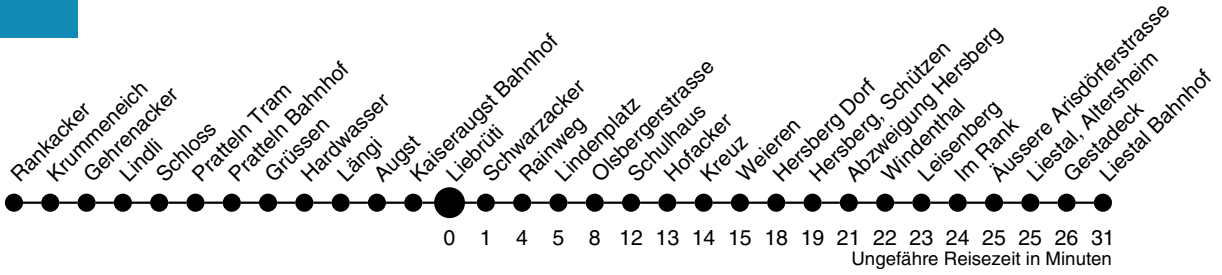 Rankacker
Krummeneich
Gehrenacker
Lindli
Schloss
Pratteln Tram
Pratteln Bahnhof
Grüssen
Hardwasser
Längi
Augst
Kaiseraugst Bahnhof
Liebrüti
Schwarzacker
Rainweg
Lindenplatz
Olsbergerstrasse
Schulhaus
Hofacker
Kreuz
Weieren
Hersberg Dorf
Hersberg, Schützen
Abzweigung Hersberg
Windenthal
Leisenberg
Im Rank
Äussere Arisdörferstrasse
Liestal, Altersheim
Gestadeck
Liestal Bahnhof
0 1 4 5 8 12 13 14 15 18 19 21 22 23 24 25 25 26 31
Ungefähre Reisezeit in Minuten